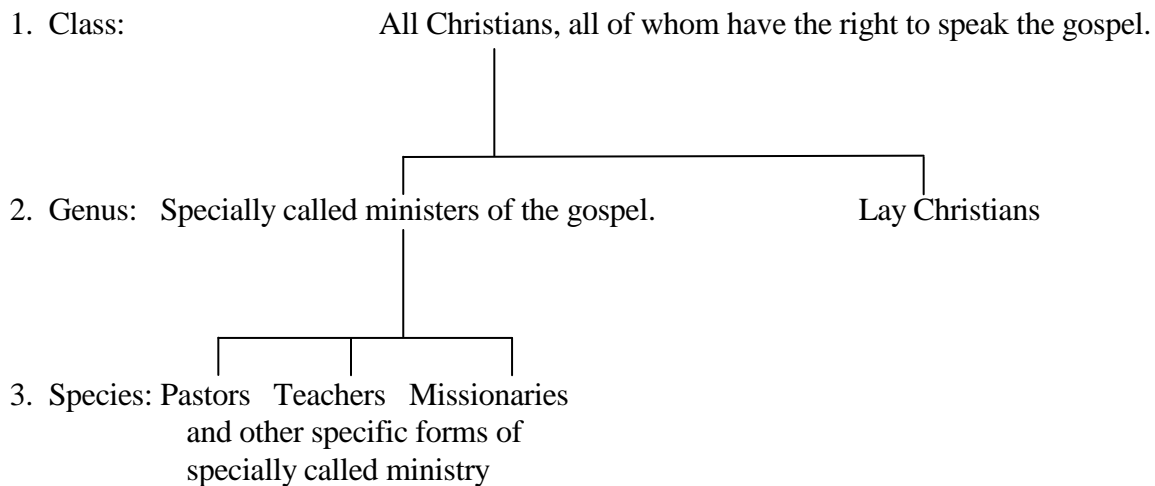 1. Class: All Christians, all of whom have the right to speak the gospel.
2. Genus: Specially called ministers of the gospel. Lay Christians
3. Species: Pastors Teachers Missionaries
and other specific forms of
specially called ministry